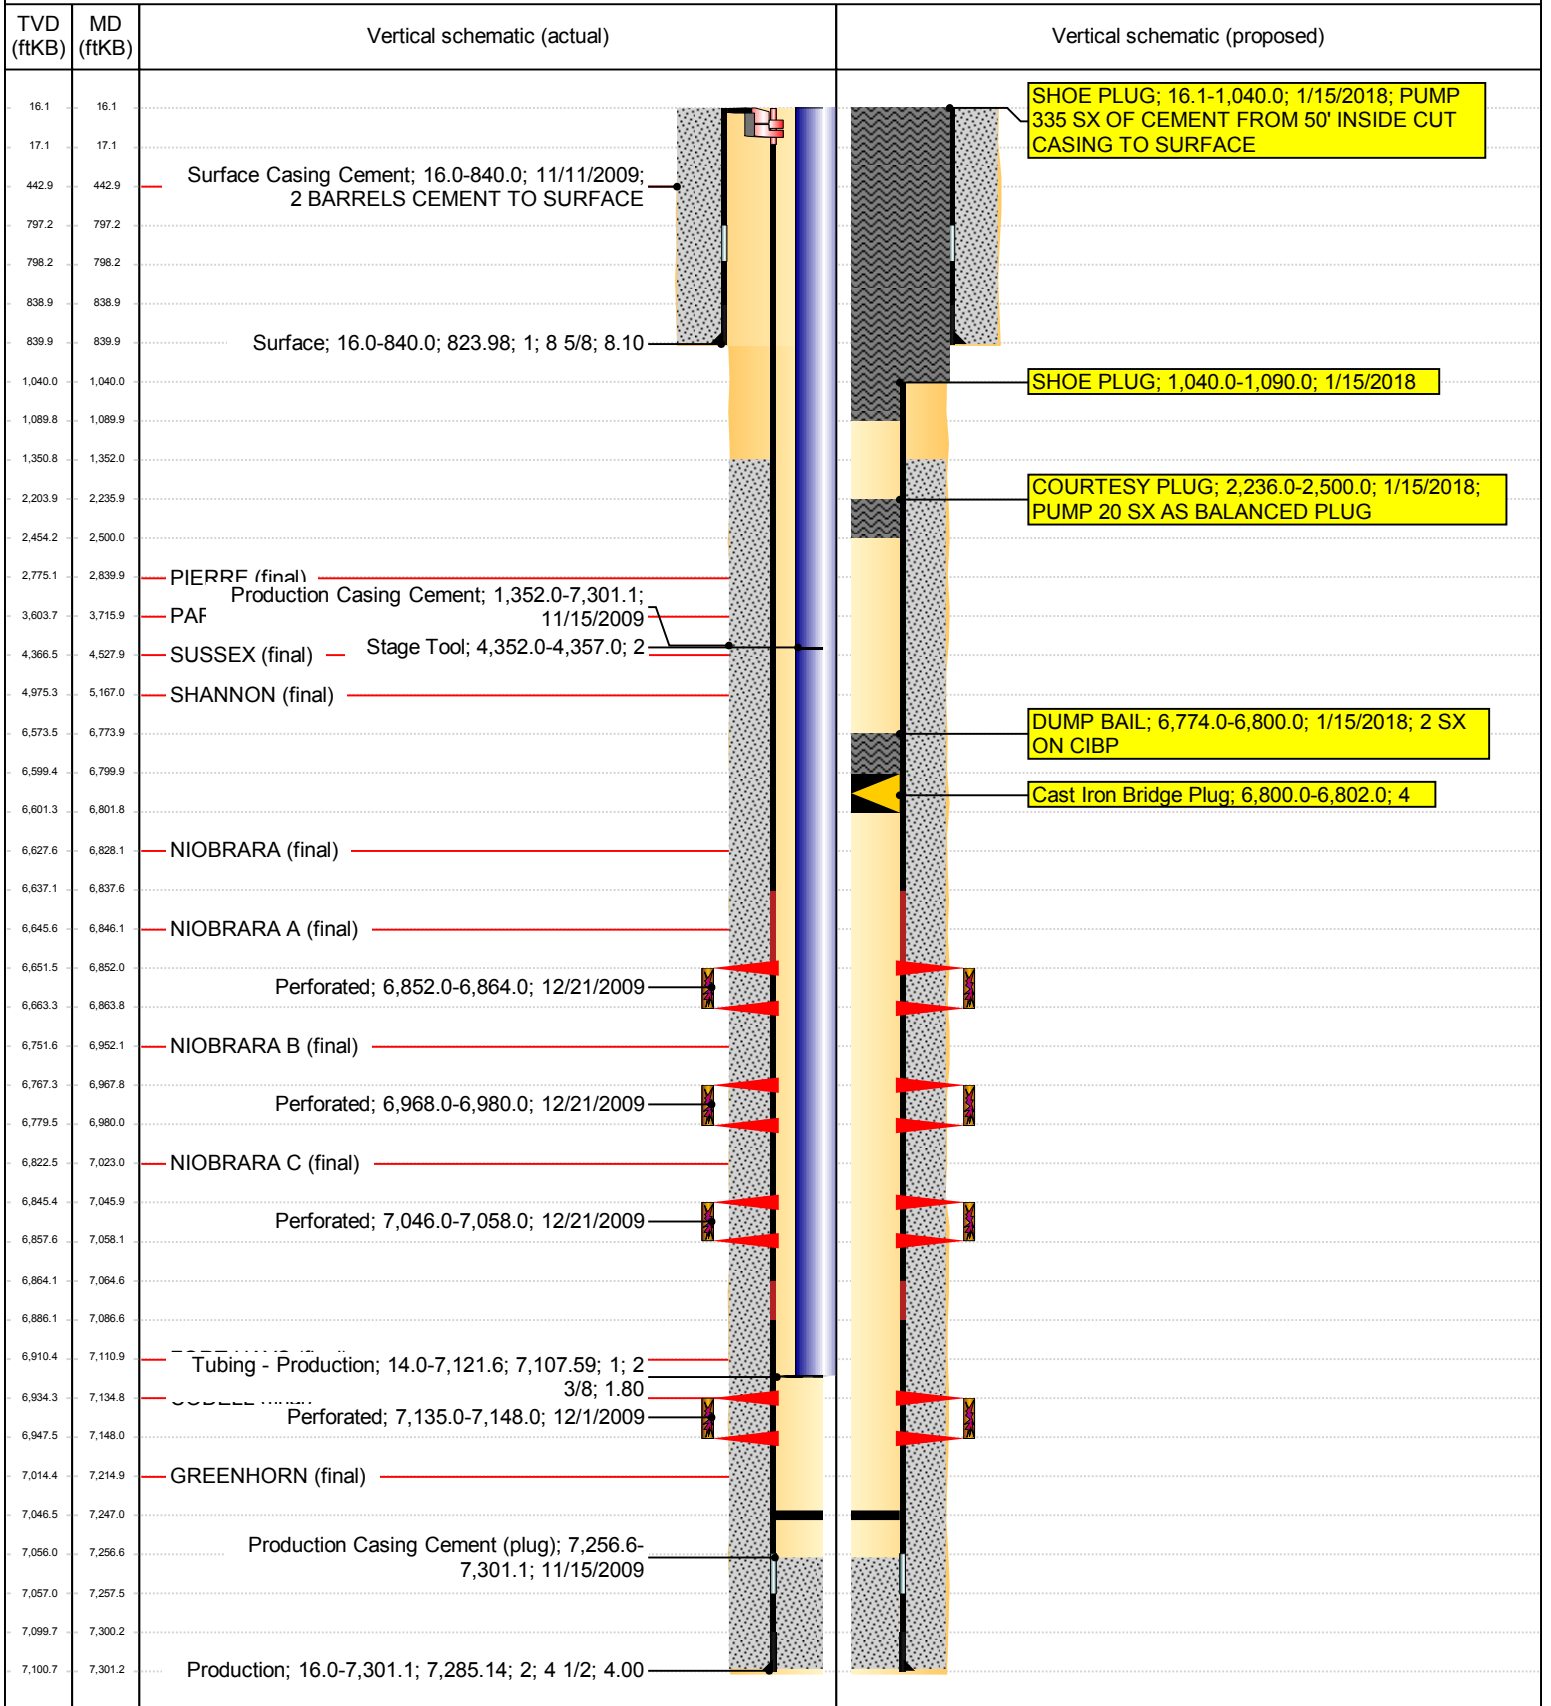 TVD (ftKB)
MD (ftKB)
Vertical schematic (actual)
Vertical schematic (proposed)
16.1 16.1
17.1 17.1
442.9 442.9
797.2 797.2
798.2 798.2
838.9 838.9
839.9 839.9
1,040.0 1,040.0
1,089.8 1,089.9
1,350.8 1,352.0
2,203.9 2,235.9
2,454.2 2,500.0
2,775.1 2,839.9
3,603.7 3,715.9
4,366.5 4,527.9
4,975.3 5,167.0
6,573.5 6,773.9
6,599.4 6,799.9
6,601.3 6,801.8
6,627.6 6,828.1
6,637.1 6,837.6
6,645.6 6,846.1
6,651.5 6,852.0
6,663.3 6,863.8
6,751.6 6,952.1
6,767.3 6,967.8
6,779.5 6,980.0
6,822.5 7,023.0
6,845.4 7,045.9
6,857.6 7,058.1
6,864.1 7,064.6
6,886.1 7,086.6
6,910.4 7,110.9
6,934.3 7,134.8
6,947.5 7,148.0
7,014.4 7,214.9
7,046.5 7,247.0
7,056.0 7,256.6
7,057.0 7,257.5
7,099.7 7,300.2
7,100.7 7,301.2
Surface Casing Cement; 16.0-840.0; 11/11/2009;
2 BARRELS CEMENT TO SURFACE
Surface; 16.0-840.0; 823.98; 1; 8 5/8; 8.10
PIERRE (final)
Production Casing Cement; 1,352.0-7,301.1;
11/15/2009
PAR
Stage Tool; 4,352.0-4,357.0; 2
SUSSEX (final)
SHANNON (final)
NIOBRARA (final)
NIOBRARA A (final)
Perforated; 6,852.0-6,864.0; 12/21/2009
NIOBRARA B (final)
Perforated; 6,968.0-6,980.0; 12/21/2009
NIOBRARA C (final)
Perforated; 7,046.0-7,058.0; 12/21/2009
Tubing - Production; 14.0-7,121.6; 7,107.59; 1; 2
3/8; 1.80
Perforated; 7,135.0-7,148.0; 12/1/2009
GREENHORN (final)
Production Casing Cement (plug); 7,256.6-
7,301.1; 11/15/2009
Production; 16.0-7,301.1; 7,285.14; 2; 4 1/2; 4.00
SHOE PLUG; 16.1-1,040.0; 1/15/2018; PUMP
335 SX OF CEMENT FROM 50' INSIDE CUT
CASING TO SURFACE
SHOE PLUG; 1,040.0-1,090.0; 1/15/2018
COURTESY PLUG; 2,236.0-2,500.0; 1/15/2018;
PUMP 20 SX AS BALANCED PLUG
DUMP BAIL; 6,774.0-6,800.0; 1/15/2018; 2 SX
ON CIBP
Cast Iron Bridge Plug; 6,800.0-6,802.0; 4